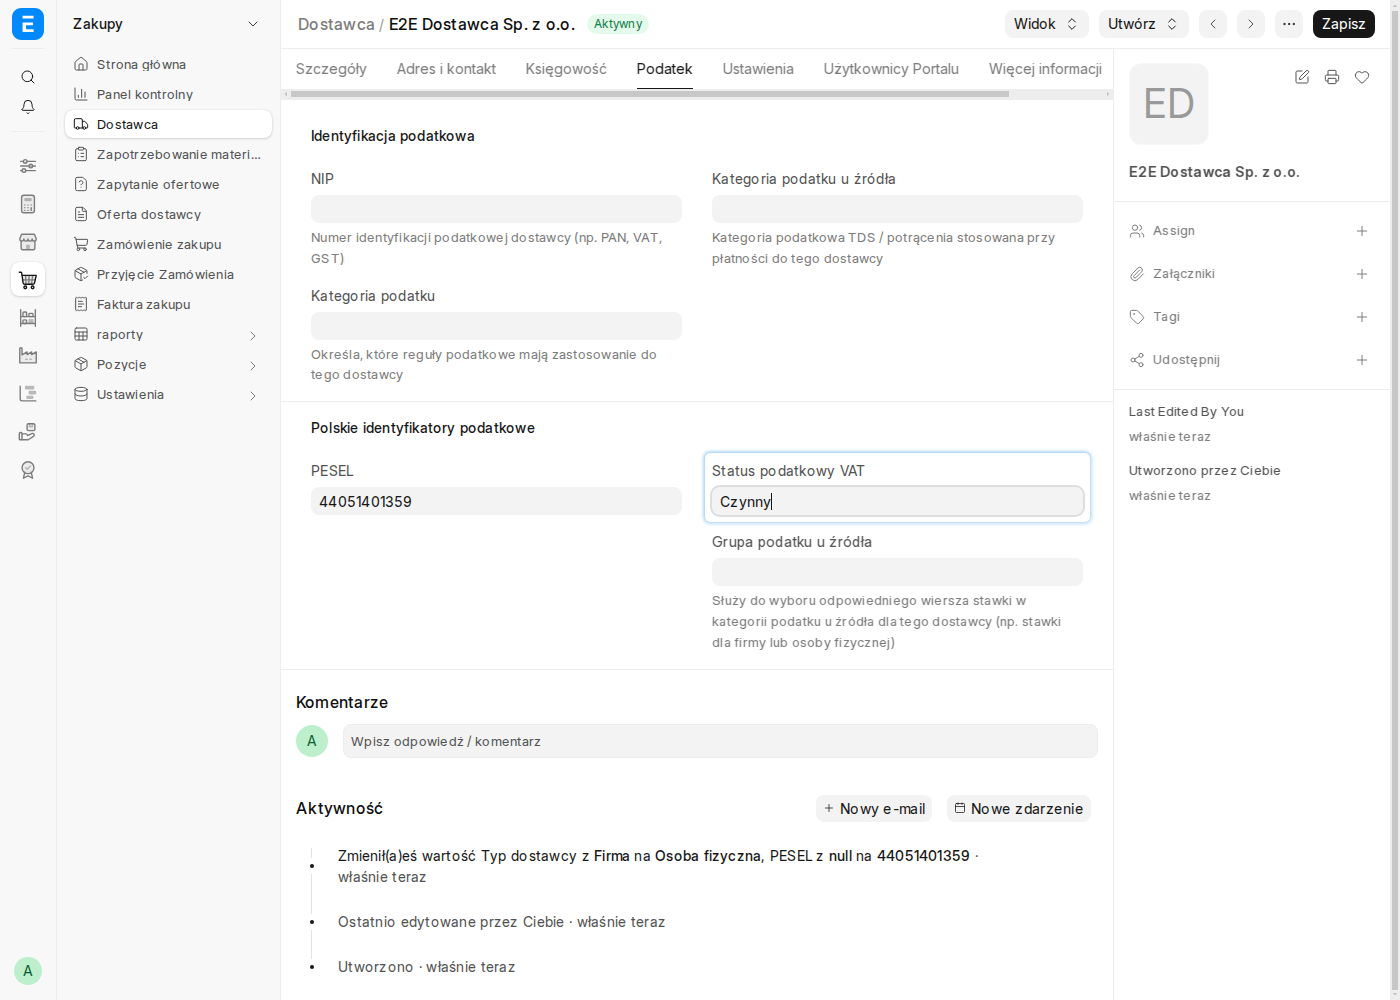 Zakupy
Strona główna
Panel kontrolny
Dostawca
Zapotrzebowanie materi...
Zapytanie ofertowe
Oferta dostawcy
Zamówienie zakupu
Przyjęcie Zamówienia
Faktura zakupu
raporty
Pozycje
Ustawienia
A
Dostawca / E2E Dostawca Sp. z o.o. Aktywny
Widok
Utwórz
Zapisz
Szczegóły Adres i kontakt Księgowość Podatek Ustawienia Użytkownicy Portalu Więcej informacji
Identyfikacja podatkowa
NIP
Numer identyfikacji podatkowej dostawcy (np. PAN, VAT,
GST)
Kategoria podatku
Określa, które reguły podatkowe mają zastosowanie do
tego dostawcy
Kategoria podatku u źródła
Kategoria podatkowa TDS / potrącenia stosowana przy
płatności do tego dostawcy
Polskie identyfikatory podatkowe
PESEL
44051401359
Status podatkowy VAT
Czynny
Grupa podatku u źródła
Służy do wyboru odpowiedniego wiersza stawki w
kategorii podatku u źródła dla tego dostawcy (np. stawki
dla firmy lub osoby fizycznej)
Komentarze
A
Wpisz odpowiedź / komentarz
Aktywność
Nowy e-mail
Nowe zdarzenie
Zmienił(a)eś wartość Typ dostawcy z Firma na Osoba fizyczna, PESEL z null na 44051401359 ·
właśnie teraz
Ostatnio edytowane przez Ciebie · właśnie teraz
Utworzono · właśnie teraz
ED
E2E Dostawca Sp. z o.o.
Assign
Załączniki
Tagi
Udostępnij
Last Edited By You
właśnie teraz
Utworzono przez Ciebie
właśnie teraz